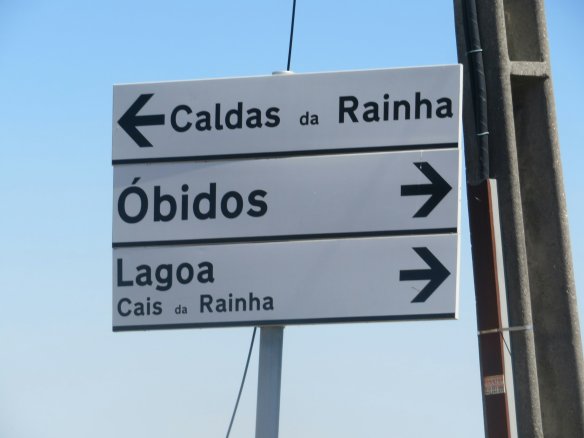 Caldas da Rainha
Óbidos
Lagoa
Cais da Rainha